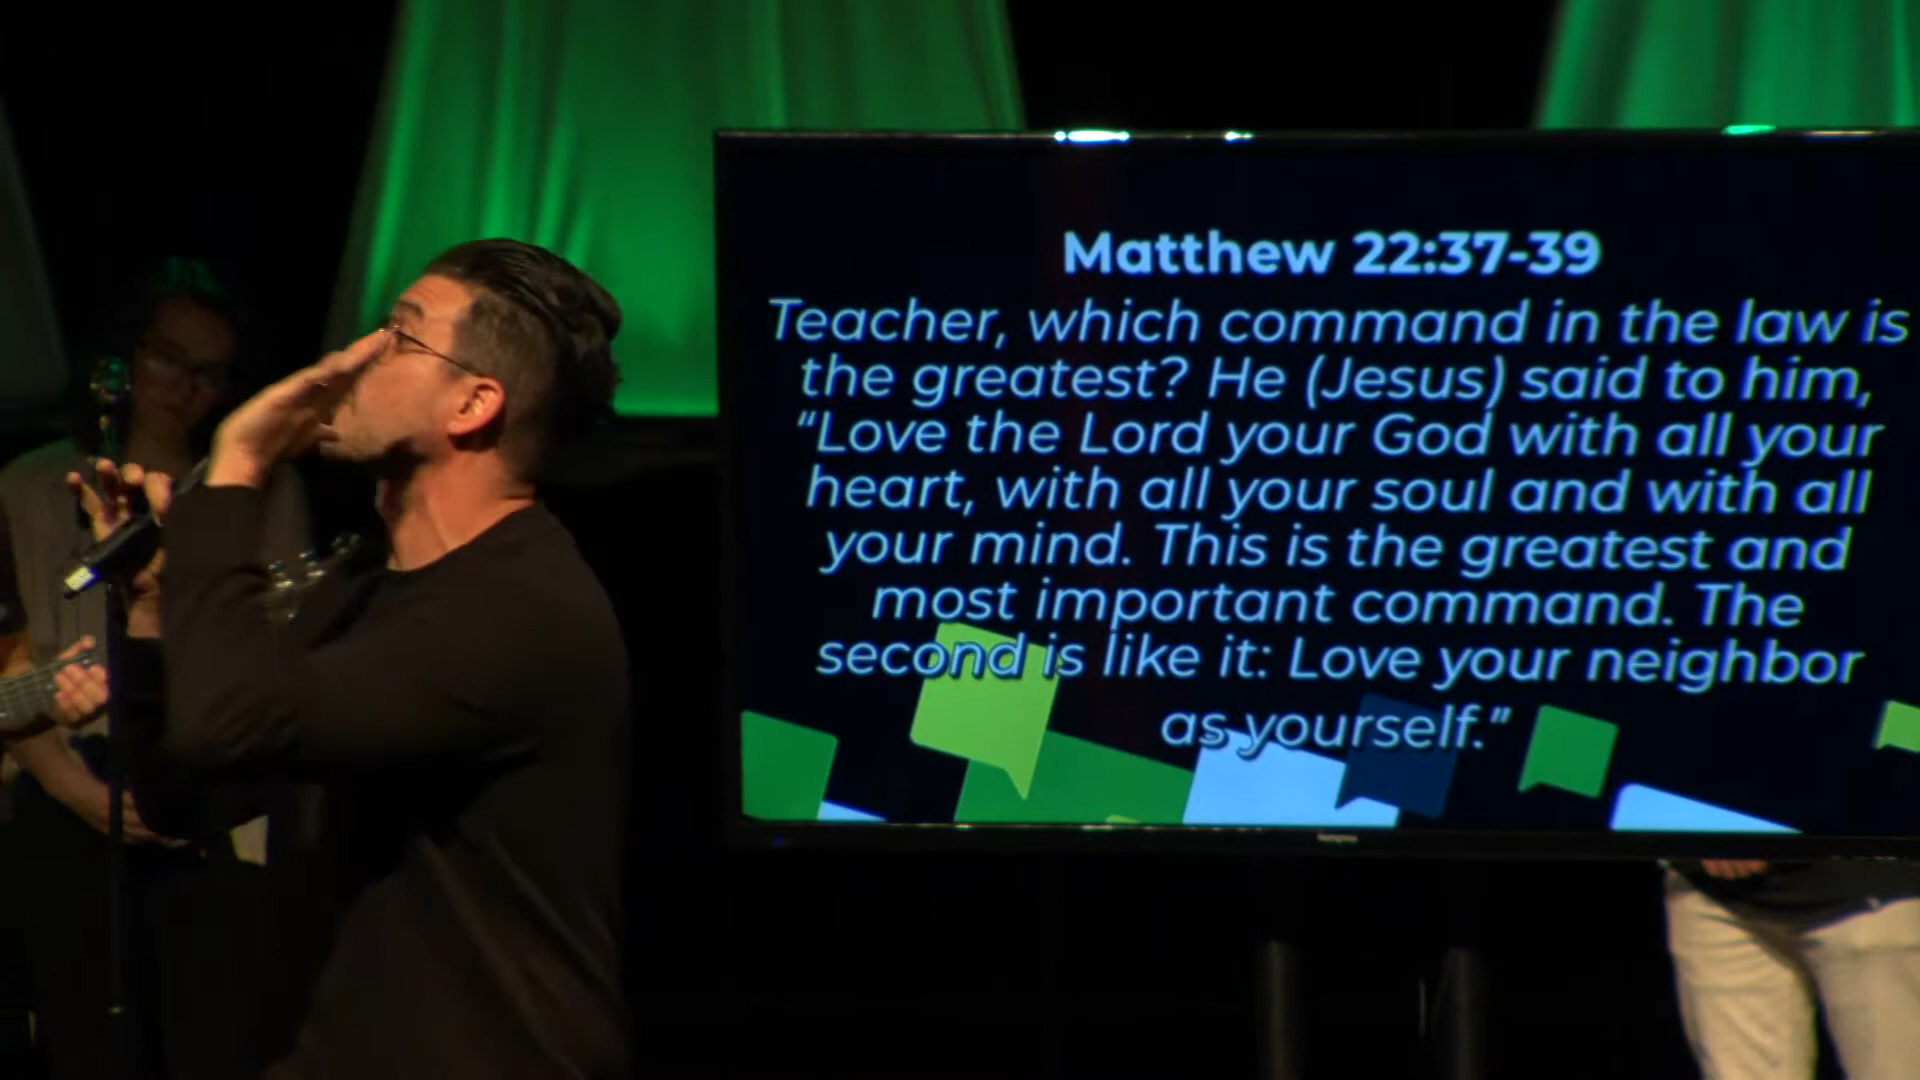 Matthew 22:37-39
Teacher, which command in the law is
the greatest? He (Jesus) said to him,
“Love the Lord your God with all your
heart, with all your soul and with all
your mind. This is the greatest and
most important command. The
second is like it: Love your neighbor
as yourself.”